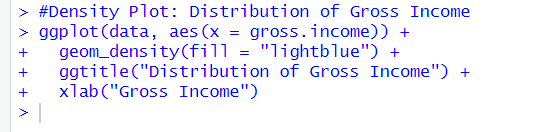 > #Density Plot: Distribution of Gross Income
> ggplot(data, aes(x = gross.income)) +
+   geom_density(fill = "lightblue") +
+   ggtitle("Distribution of Gross Income") +
+   xlab("Gross Income")
>